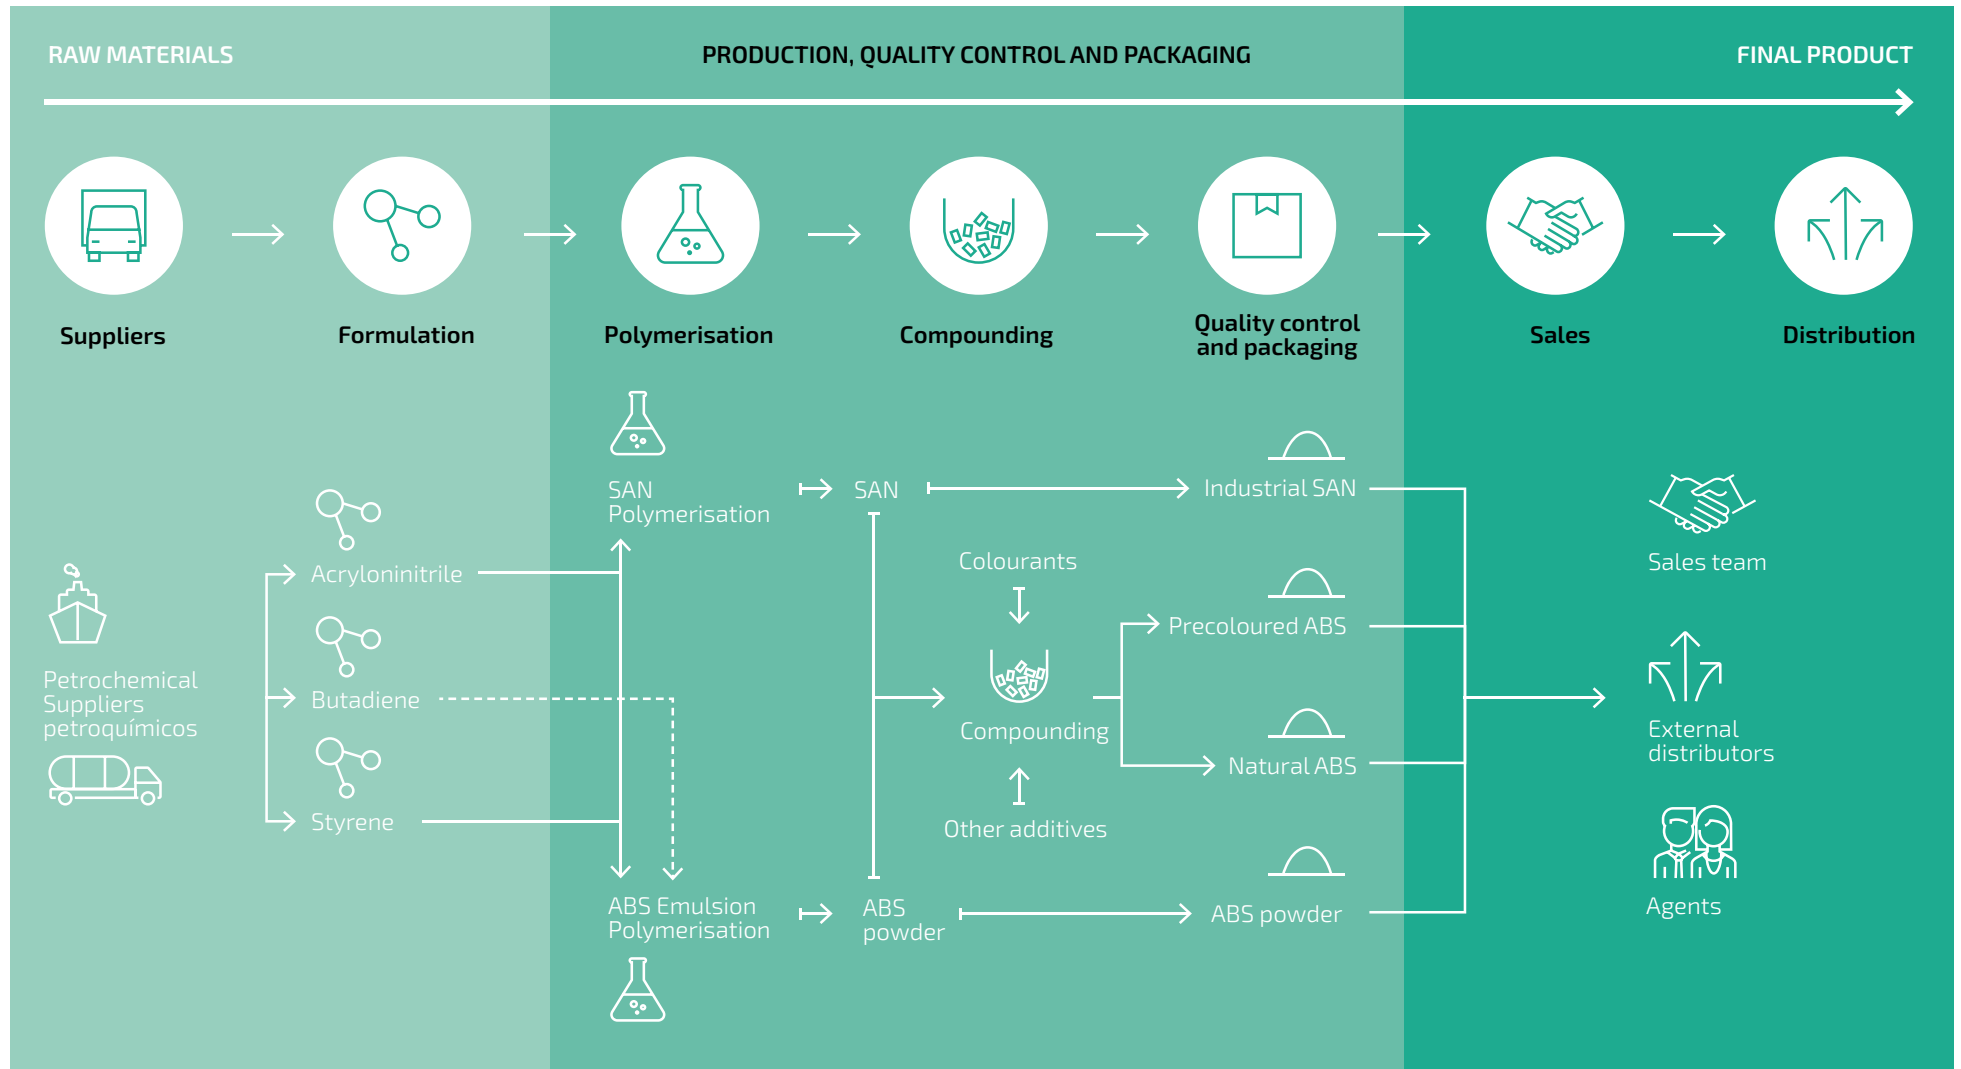 RAW MATERIALS
PRODUCTION, QUALITY CONTROL AND PACKAGING
FINAL PRODUCT
Suppliers
Formulation
Polymerisation
Compounding
Quality control
and packaging
Sales
Distribution
Petrochemical
Suppliers
petroquímicos
Acryloninitrile
Butadiene
Styrene
SAN
Polymerisation
ABS Emulsion
Polymerisation
SAN
ABS
powder
Colourants
Compounding
Other additives
Industrial SAN
Precoloured ABS
Natural ABS
ABS powder
Sales team
External
distributors
Agents